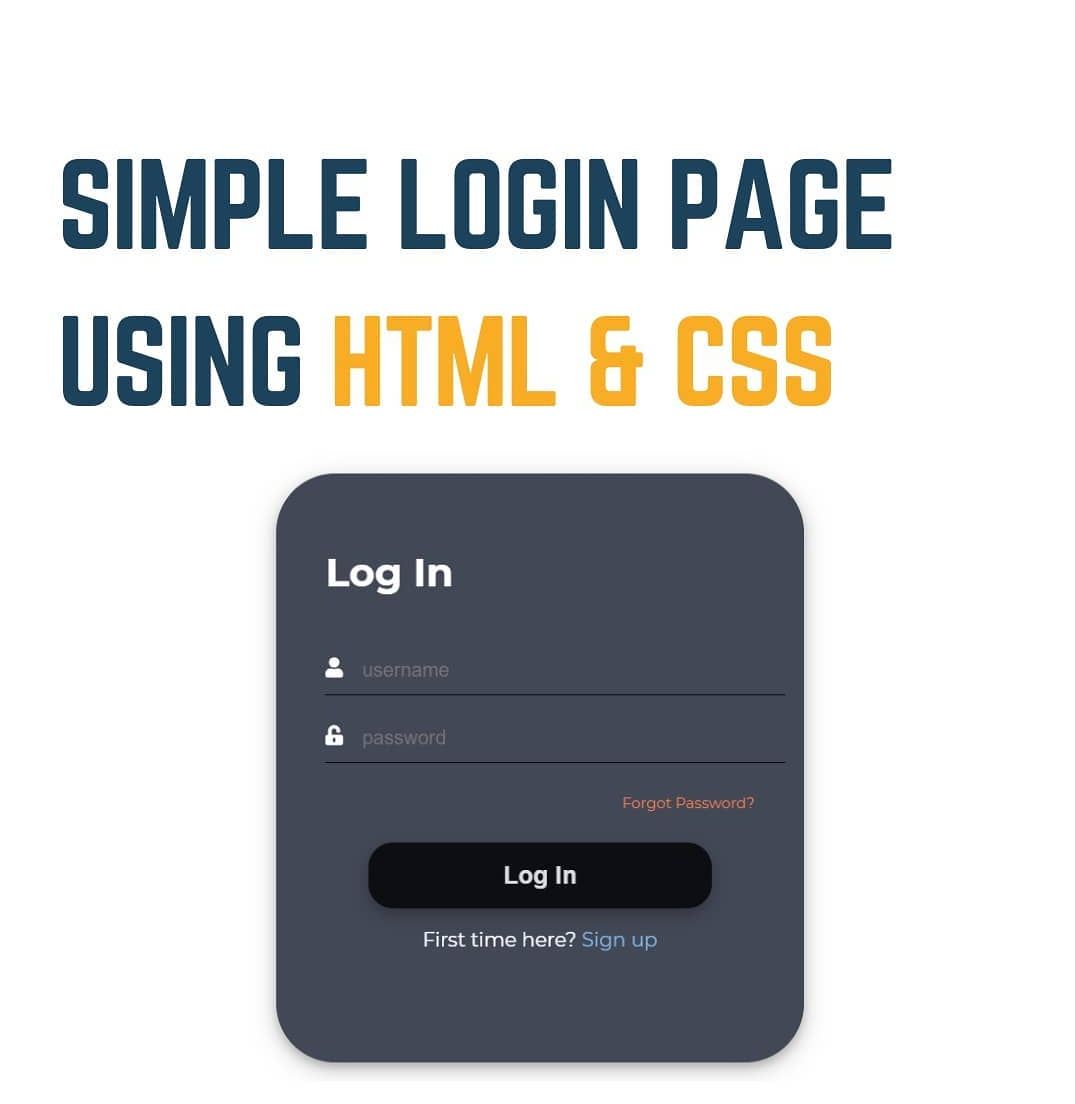 SIMPLE LOGIN PAGE
USING HTML & CSS
Log In
username
password
Forgot Password?
Log In
First time here? Sign up